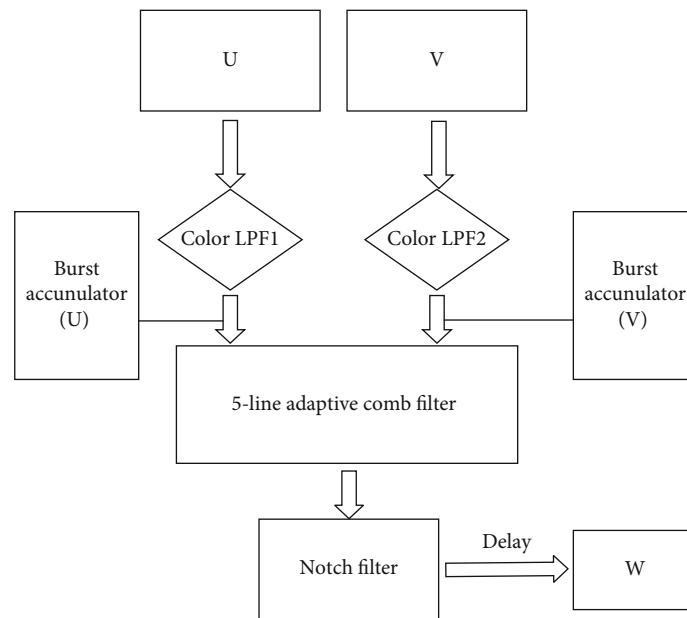 U
V
Color LPF1
Color LPF2
Burst
accunulator
(U)
Burst
accunulator
(V)
5-line adaptive comb filter
Notch filter
Delay
W